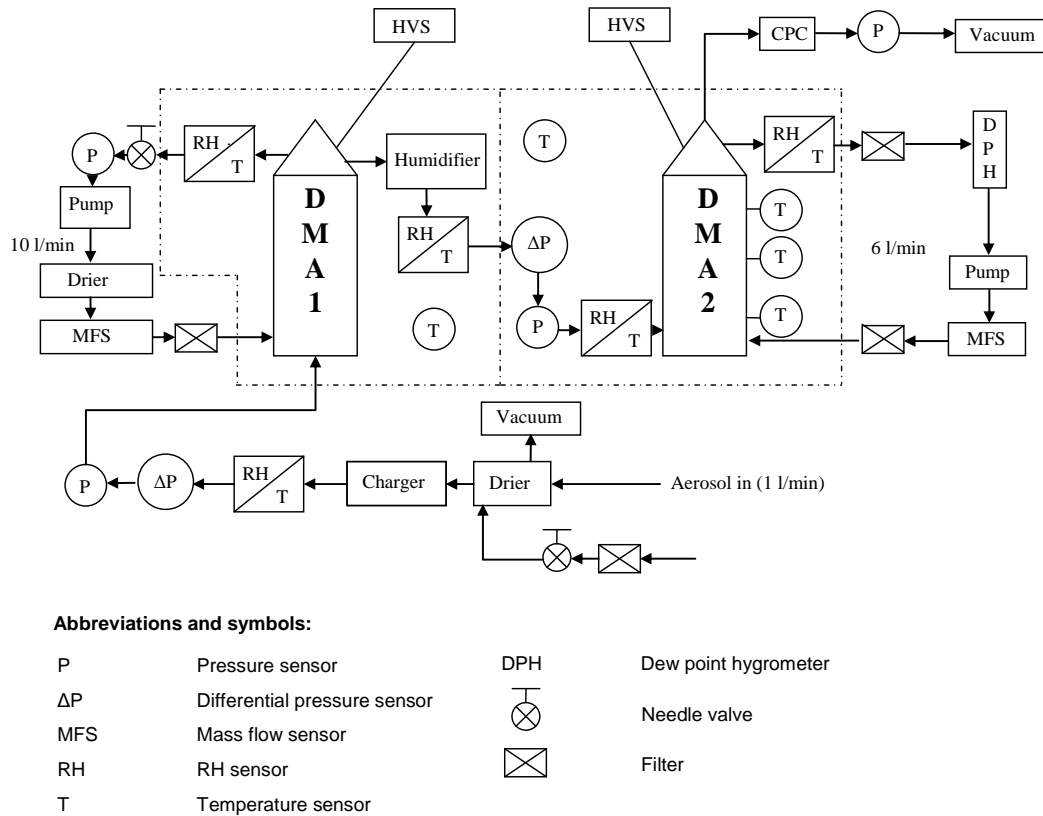 HVS
HVS
CPC
P
Vacuum
RH
T
P
Humidifier
T
RH
T
D
P
H
Pump
D
M
A
1
D
M
A
2
T
10 l/min
RH
T
ΔP
T
6 l/min
Drier
Pump
MFS
T
P
RH
T
T
MFS
Vacuum
P
ΔP
RH
T
Charger
Drier
Aerosol in (1 l/min)
Abbreviations and symbols:
P Pressure sensor
DPH Dew point hygrometer
ΔP Differential pressure sensor
Needle valve
MFS Mass flow sensor
RH RH sensor
Filter
T Temperature sensor